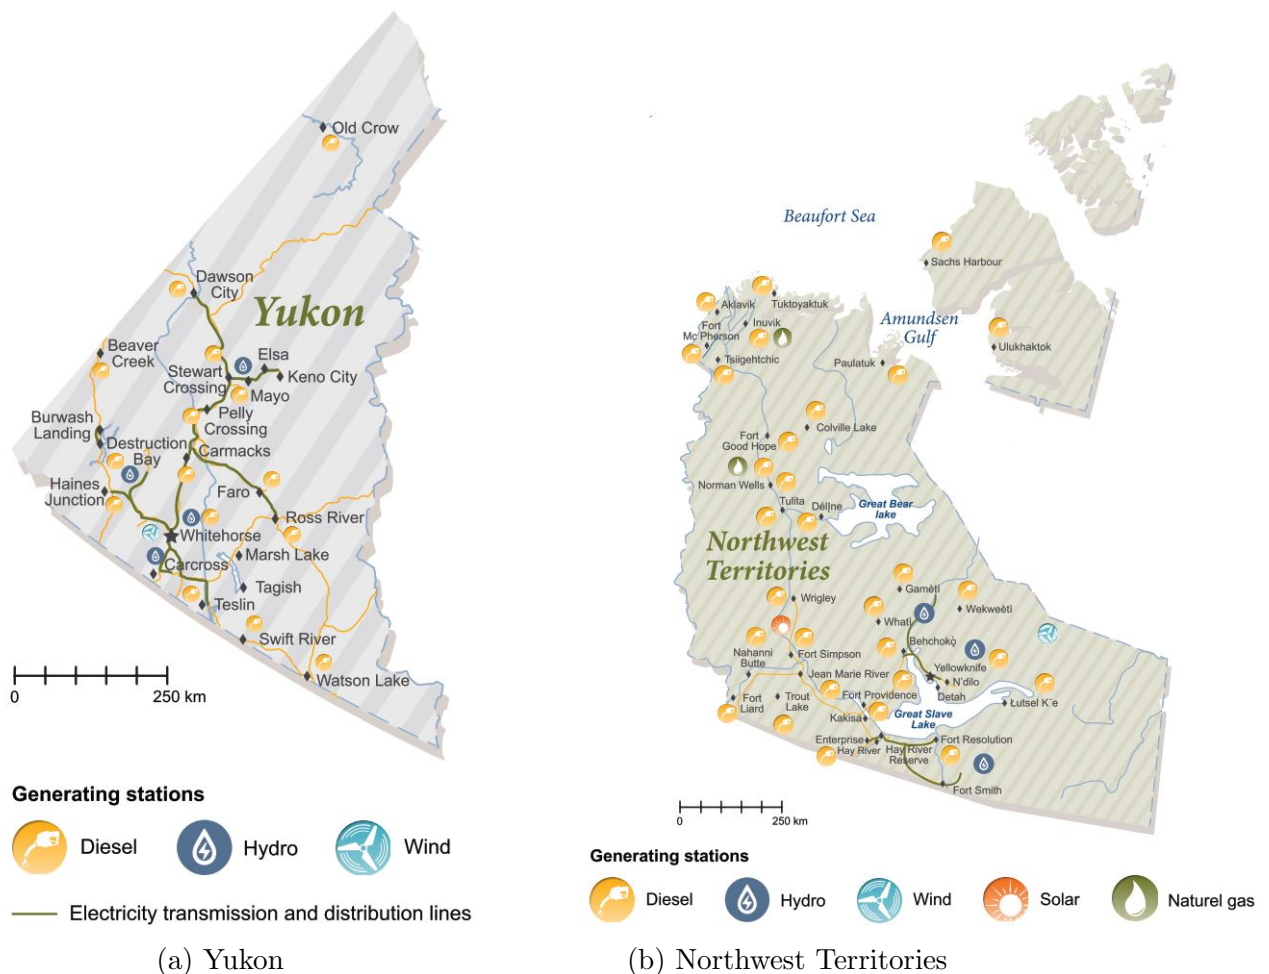 Old Crow
Dawson
City
Yukon
Beaver
Creek
Elsa
Stewart
Crossing
Keno City
Mayo
Burwash
Landing
Pelly
Crossing
Destruction
Bay
Carmacks
Haines
Junction
Faro
Ross River
Whitehorse
Marsh Lake
Carcross
Tagish
Teslin
Swift River
Watson Lake
0
250 km
Generating stations
Diesel
Hydro
Wind
Electricity transmission and distribution lines
(a) Yukon
Beaufort Sea
Sachs Harbour
Aklavik
Tuktoyaktuk
Fort
Mc Pherson
Inuvik
Amundsen
Gulf
Ulukhaktok
Tsigehtchic
Paulatuk
Colville Lake
Fort
Good Hope
Norman Wells
Tulita
Déline
Great Bear
lake
Northwest
Territories
Wrigley
Gamèti
Wekweèti
Whatì
Behchokò
Nahanni
Butte
Fort Simpson
Yellowknife
N'dilo
Detah
Jean Marie River
Fort
Liard
Trout
Lake
Fort Providence
Łutsel K´e
Kakisa
Great Slave
Lake
Enterprise
Hay River
Hay River
Reserve
Fort Resolution
Fort Smith
0
250 km
Generating stations
Diesel
Hydro
Wind
Solar
Naturel gas
(b) Northwest Territories